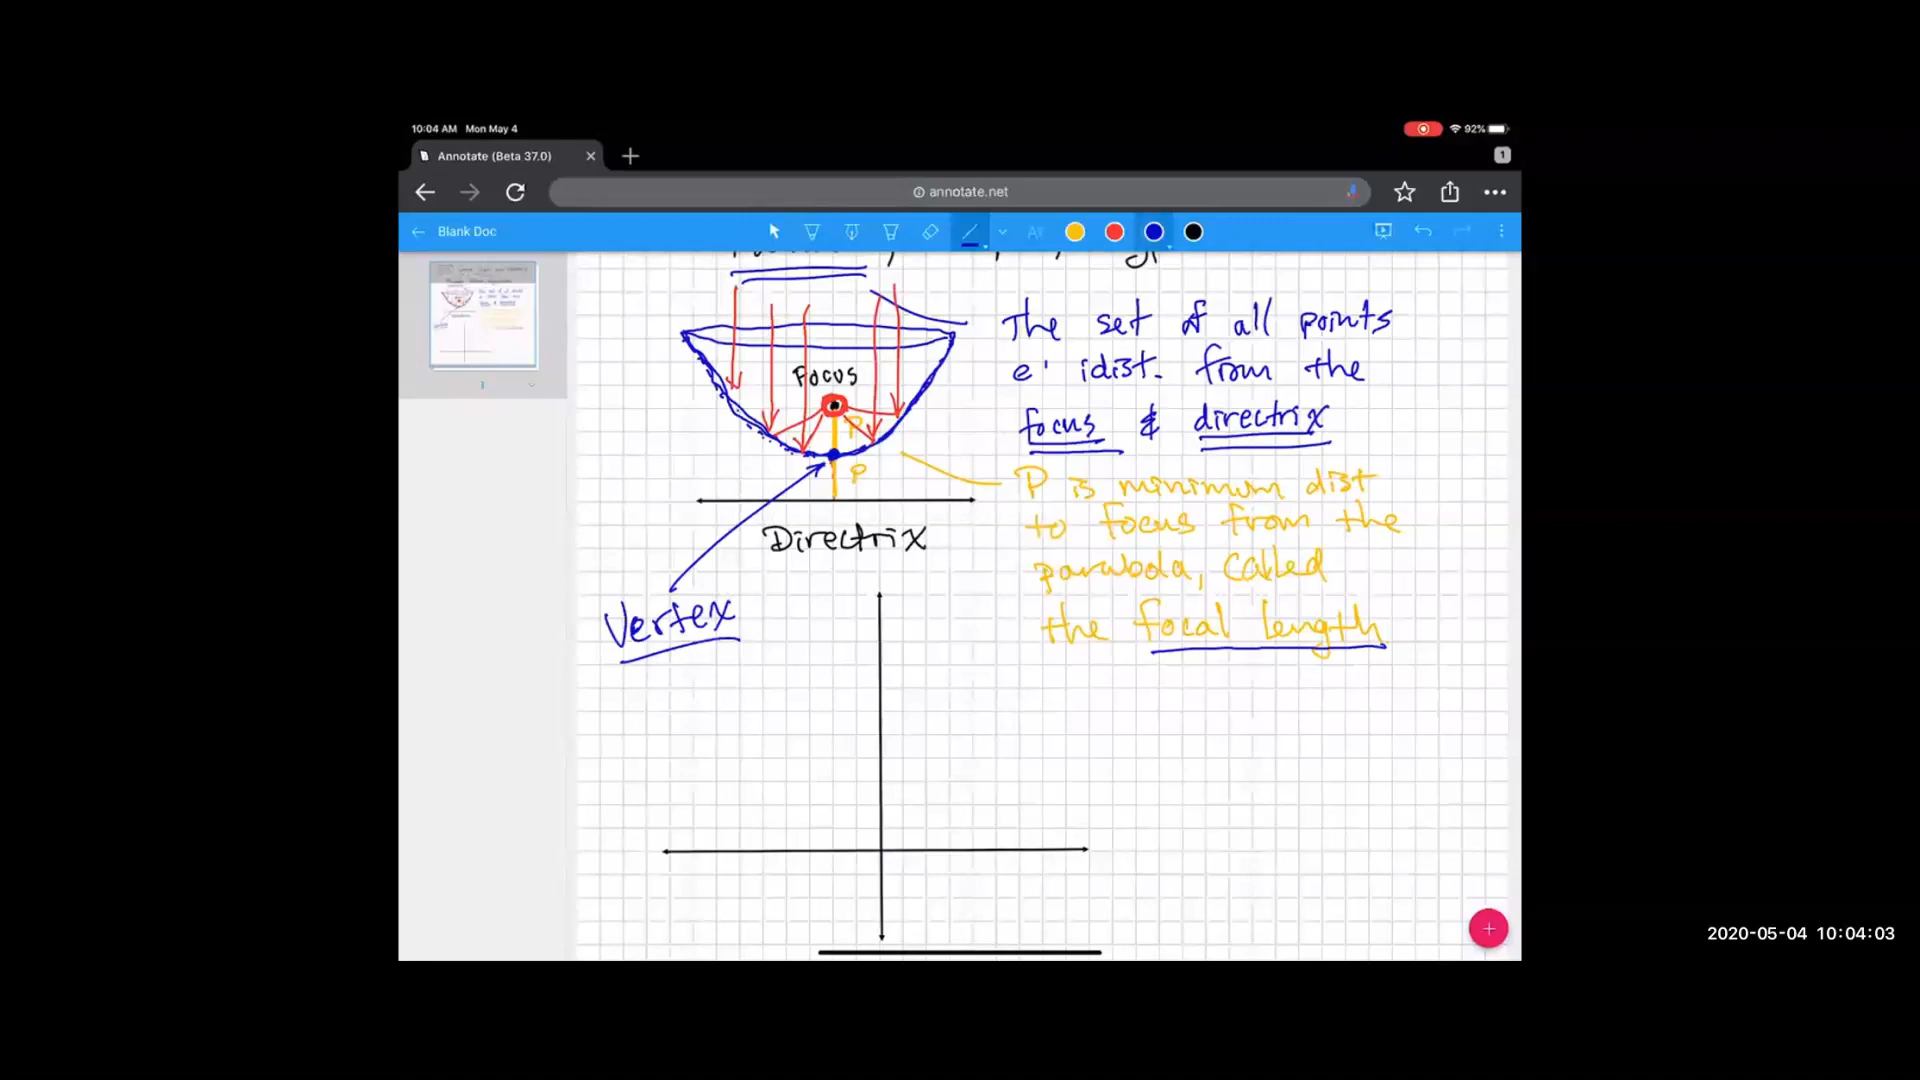 10:04 AM Mon May 4
92%
Annotate (Beta 37.0)
1
annotate.net
Blank Doc
The set of all points
e' idist. from the
focus & directrix
Focus
P
P
P is minimum dist
to focus from the
parabola, called
the focal length
Directrix
Vertex
1
2020-05-04 10:04:03